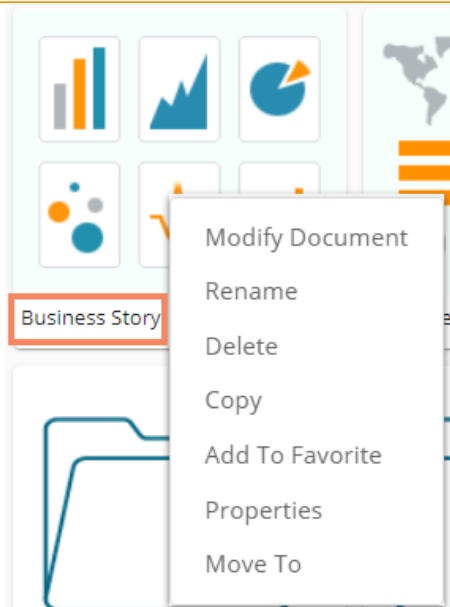 Business Story
Modify Document
Rename
Delete
Copy
Add To Favorite
Properties
Move To